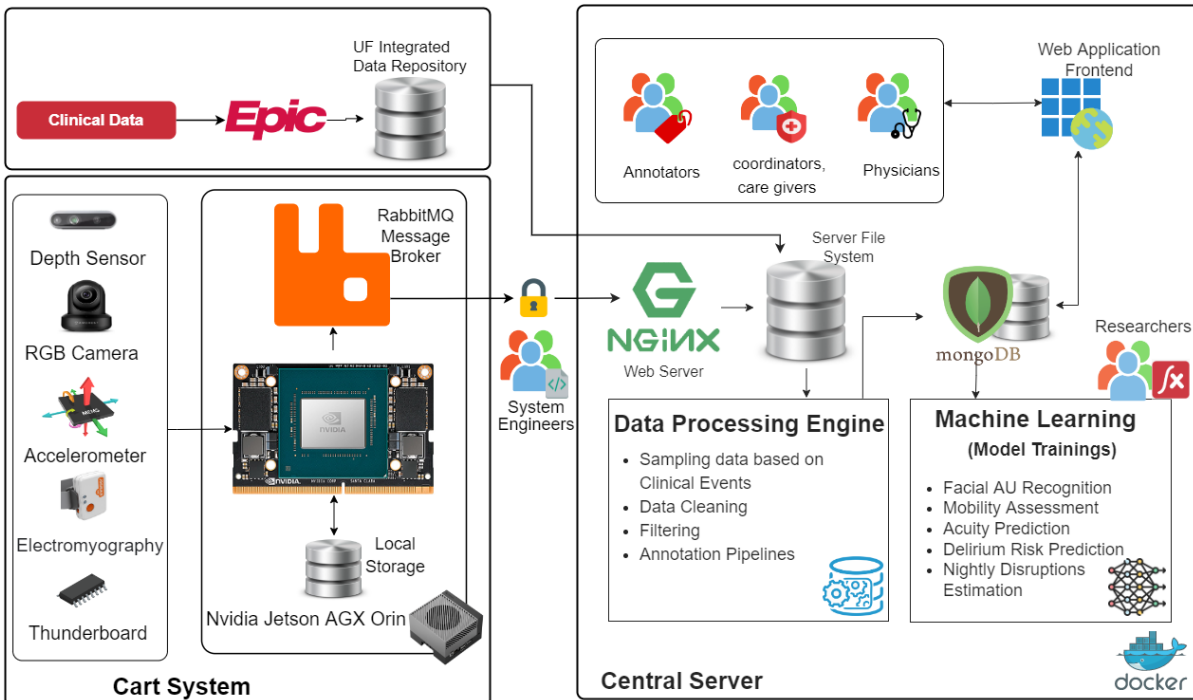 UF Integrated
Data Repository
Clinical Data
Epic
Depth Sensor
RGB Camera
Accelerometer
Electromyography
Thunderboard
RabbitMQ
Message
Broker
NVIDIA
NVIDIA
Local
Storage
Nvidia Jetson AGX Orin
Cart System
System
Engineers
Annotators
coordinators,
care givers
Physicians
Web Application
Frontend
NGINX
Web Server
Server File
System
mongoDB
Researchers
Data Processing Engine
• Sampling data based on
Clinical Events
• Data Cleaning
• Filtering
• Annotation Pipelines
Machine Learning
(Model Trainings)
• Facial AU Recognition
• Mobility Assessment
• Acuity Prediction
• Delirium Risk Prediction
• Nightly Disruptions
Estimation
Central Server
docker